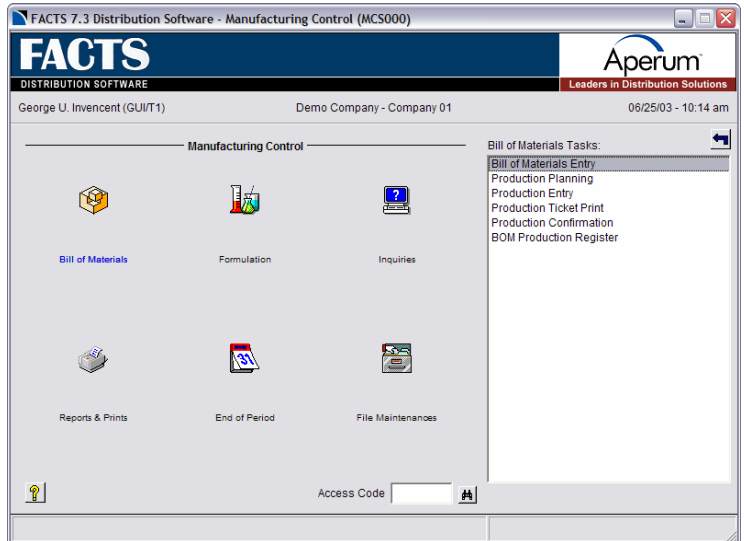 FACTS 7.3 Distribution Software - Manufacturing Control (MCS000)
FACTS
DISTRIBUTION SOFTWARE
Aperum
Leaders in Distribution Solutions
George U. Invencent (GUI/T1)
Demo Company - Company 01
06/25/03 - 10:14 am
Manufacturing Control
Bill of Materials
Formulation
?
Inquiries
Reports & Prints
31
End of Period
File Maintenances
Bill of Materials Tasks:
Bill of Materials Entry
Production Planning
Production Entry
Production Ticket Print
Production Confirmation
BOM Production Register
?
Access Code